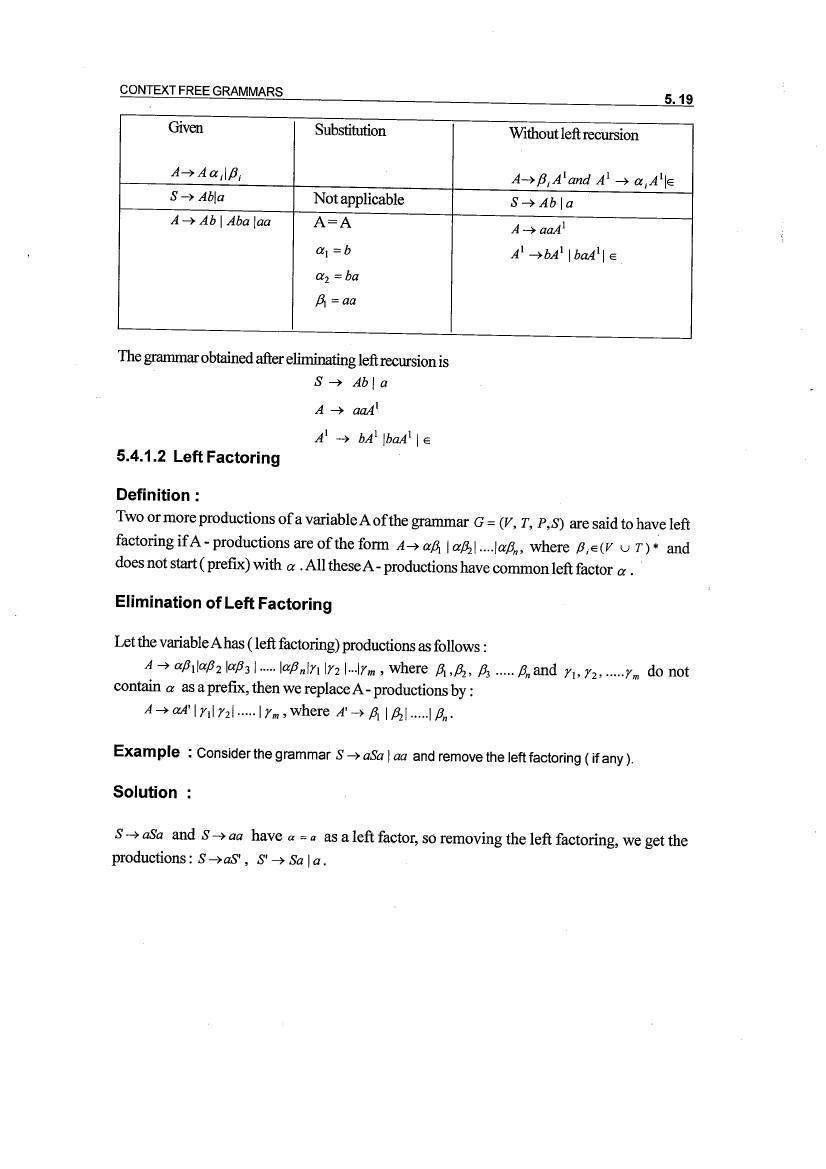 CONTEXT FREE GRAMMARS 5.19
Given Substitution Without left recursion
A → A αᵢ|βᵢ A→βᵢ A¹ and A¹ → αᵢ A¹|∈
S → Ab|a Not applicable S → Ab | a
A → Ab | Aba |aa A = A A → aaA¹
α₁ = b A¹ →bA¹ | baA¹| ∈
α₂ = ba
β₁ = aa
The grammar obtained after eliminating left recursion is
S → Ab | a
A → aaA¹
A¹ → bA¹ |baA¹ | ∈
5.4.1.2 Left Factoring
Definition :
Two or more productions of a variable A of the grammar G = (V, T, P,S) are said to have left
factoring if A - productions are of the form A→ αβ₁ | αβ₂| ....|αβₙ, where βᵢ∈(V ∪ T)* and
does not start ( prefix) with α . All these A - productions have common left factor α .
Elimination of Left Factoring
Let the variable A has ( left factoring) productions as follows :
A → αβ₁|αβ₂ |αβ₃ | ..... |αβₙ|γ₁ |γ₂ |...|γₘ , where β₁ ,β₂, β₃ ..... βₙ and γ₁, γ₂, .....γₘ do not
contain α as a prefix, then we replace A - productions by :
A → αA' | γ₁| γ₂| ..... | γₘ , where A' → β₁ | β₂| .....| βₙ .
Example : Consider the grammar S → aSa | aa and remove the left factoring ( if any ).
Solution :
S → aSa and S → aa have α = a as a left factor, so removing the left factoring, we get the
productions : S →aS' , S' → Sa | a .